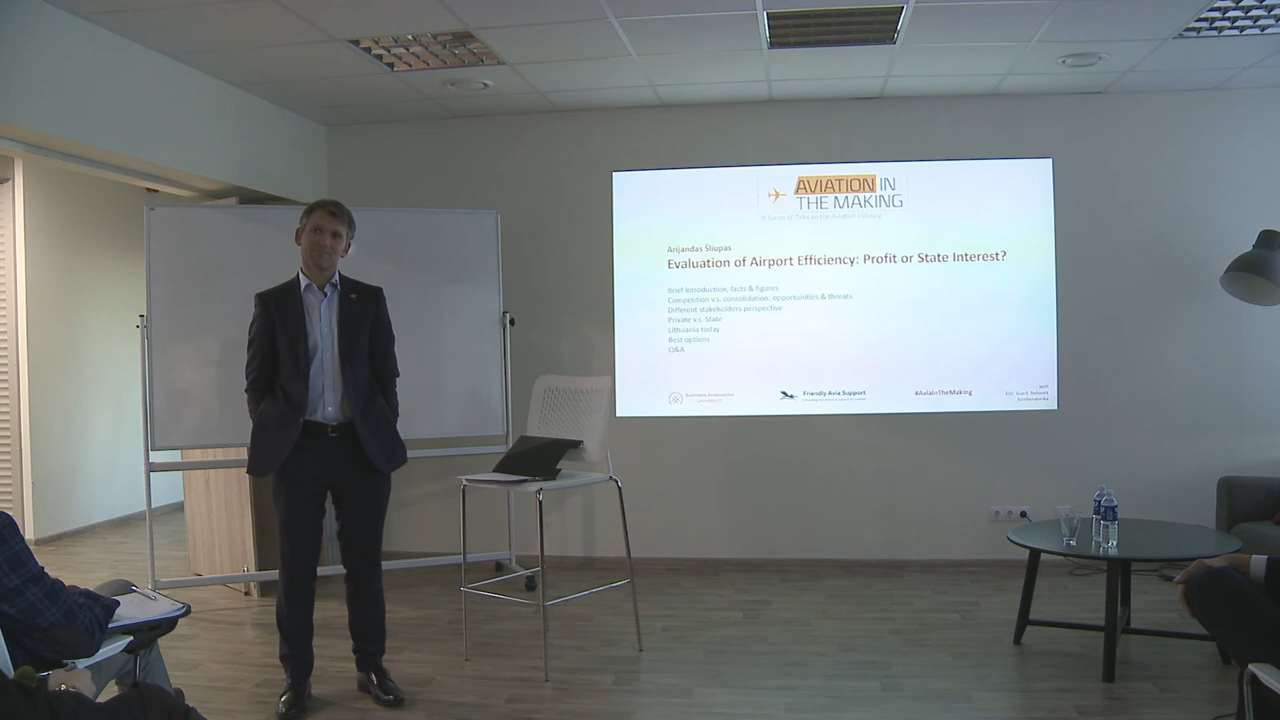 AVIATION IN
THE MAKING
A Series of Talks on the Aviation Industry
Arijandas Šliupas
Evaluation of Airport Efficiency: Profit or State Interest?
Brief introduction, facts & figures
Competition v.s. consolidation: opportunities & threats
Different stakeholders perspective
Private v.s. State
Lithuania today
Best options
Q&A
UNIVERSITY
Friendly Avia Support
#AviaInTheMaking